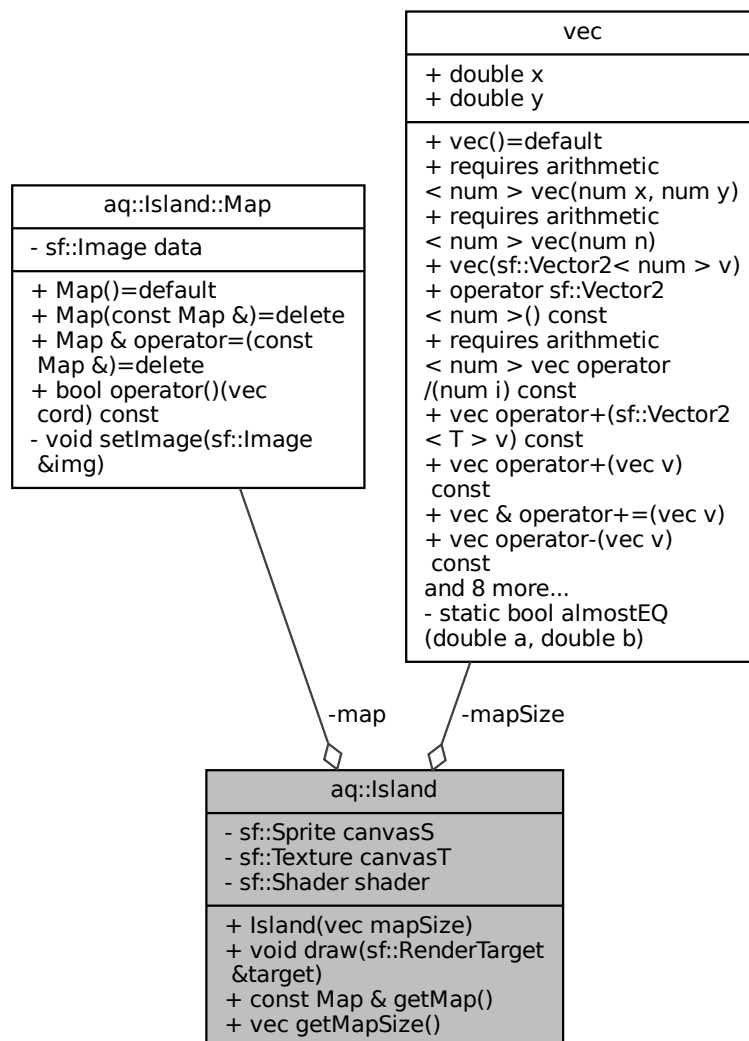 vec
+ double x
+ double y
+ vec()=default
+ requires arithmetic
< num > vec(num x, num y)
+ requires arithmetic
< num > vec(num n)
+ vec(sf::Vector2< num > v)
+ operator sf::Vector2
< num >() const
+ requires arithmetic
< num > vec operator
/(num i) const
+ vec operator+(sf::Vector2
< T > v) const
+ vec operator+(vec v)
const
+ vec & operator+=(vec v)
+ vec operator-(vec v)
const
and 8 more...
- static bool almostEQ
(double a, double b)
aq::Island::Map
- sf::Image data
+ Map()=default
+ Map(const Map &)=delete
+ Map & operator=(const
Map &)=delete
+ bool operator()(vec
cord) const
- void setImage(sf::Image
&img)
-map
-mapSize
aq::Island
- sf::Sprite canvasS
- sf::Texture canvasT
- sf::Shader shader
+ Island(vec mapSize)
+ void draw(sf::RenderTarget
&target)
+ const Map & getMap()
+ vec getMapSize()